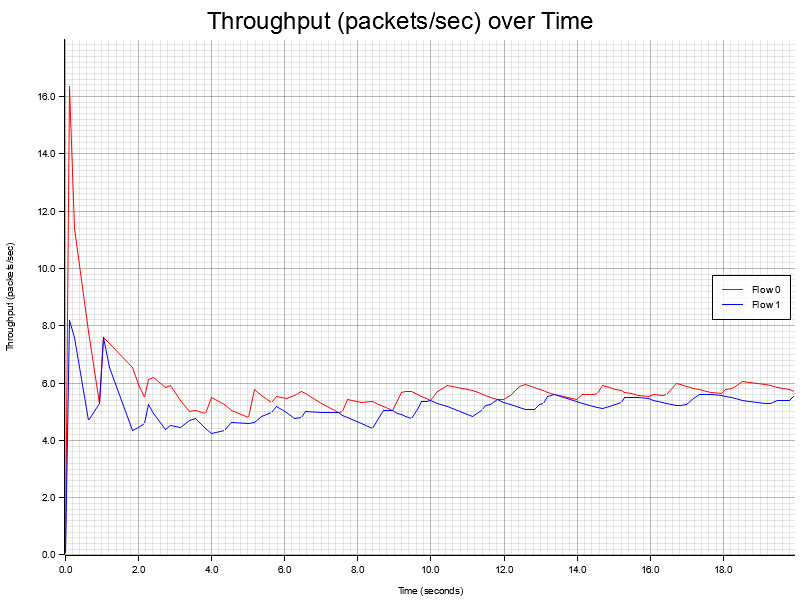 Throughput (packets/sec) over Time
16.0
14.0
12.0
10.0
8.0
6.0
4.0
2.0
0.0
Throughput (packets/sec)
Flow 0
Flow 1
0.0 2.0 4.0 6.0 8.0 10.0 12.0 14.0 16.0 18.0
Time (seconds)